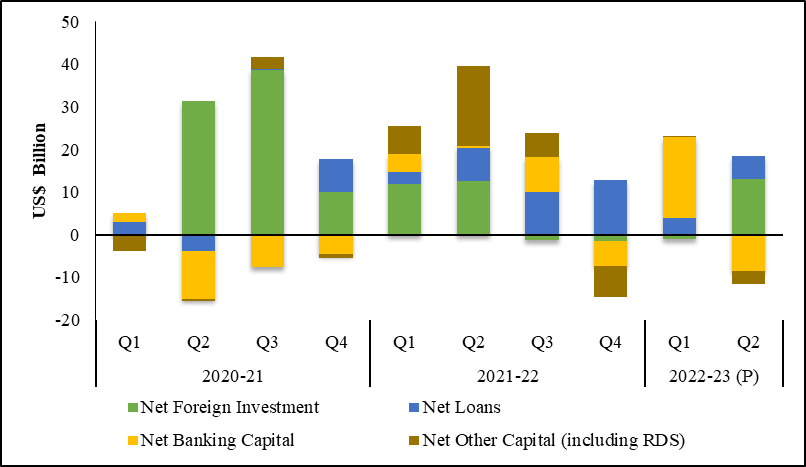 50
40
30
20
10
0
-10
-20
US$ Billion
Q1 Q2 Q3 Q4 Q1 Q2 Q3 Q4 Q1 Q2
2020-21 2021-22 2022-23 (P)
Net Foreign Investment Net Loans
Net Banking Capital Net Other Capital (including RDS)